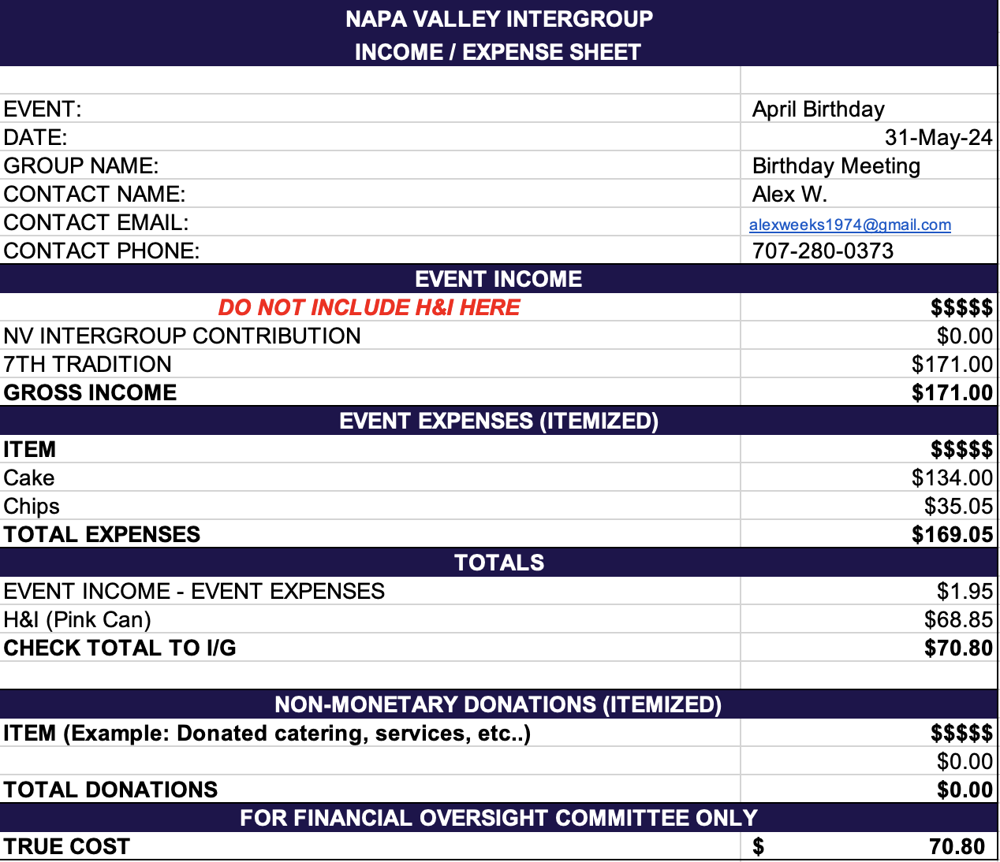 NAPA VALLEY INTERGROUP
INCOME / EXPENSE SHEET
EVENT: April Birthday
DATE: 31-May-24
GROUP NAME: Birthday Meeting
CONTACT NAME: Alex W.
CONTACT EMAIL: alexweeks1974@gmail.com
CONTACT PHONE: 707-280-0373
EVENT INCOME
DO NOT INCLUDE H&I HERE $$$$$
NV INTERGROUP CONTRIBUTION $0.00
7TH TRADITION $171.00
GROSS INCOME $171.00
EVENT EXPENSES (ITEMIZED)
ITEM $$$$$
Cake $134.00
Chips $35.05
TOTAL EXPENSES $169.05
TOTALS
EVENT INCOME - EVENT EXPENSES $1.95
H&I (Pink Can) $68.85
CHECK TOTAL TO I/G $70.80
NON-MONETARY DONATIONS (ITEMIZED)
ITEM (Example: Donated catering, services, etc..) $$$$$
$0.00
TOTAL DONATIONS $0.00
FOR FINANCIAL OVERSIGHT COMMITTEE ONLY
TRUE COST $ 70.80